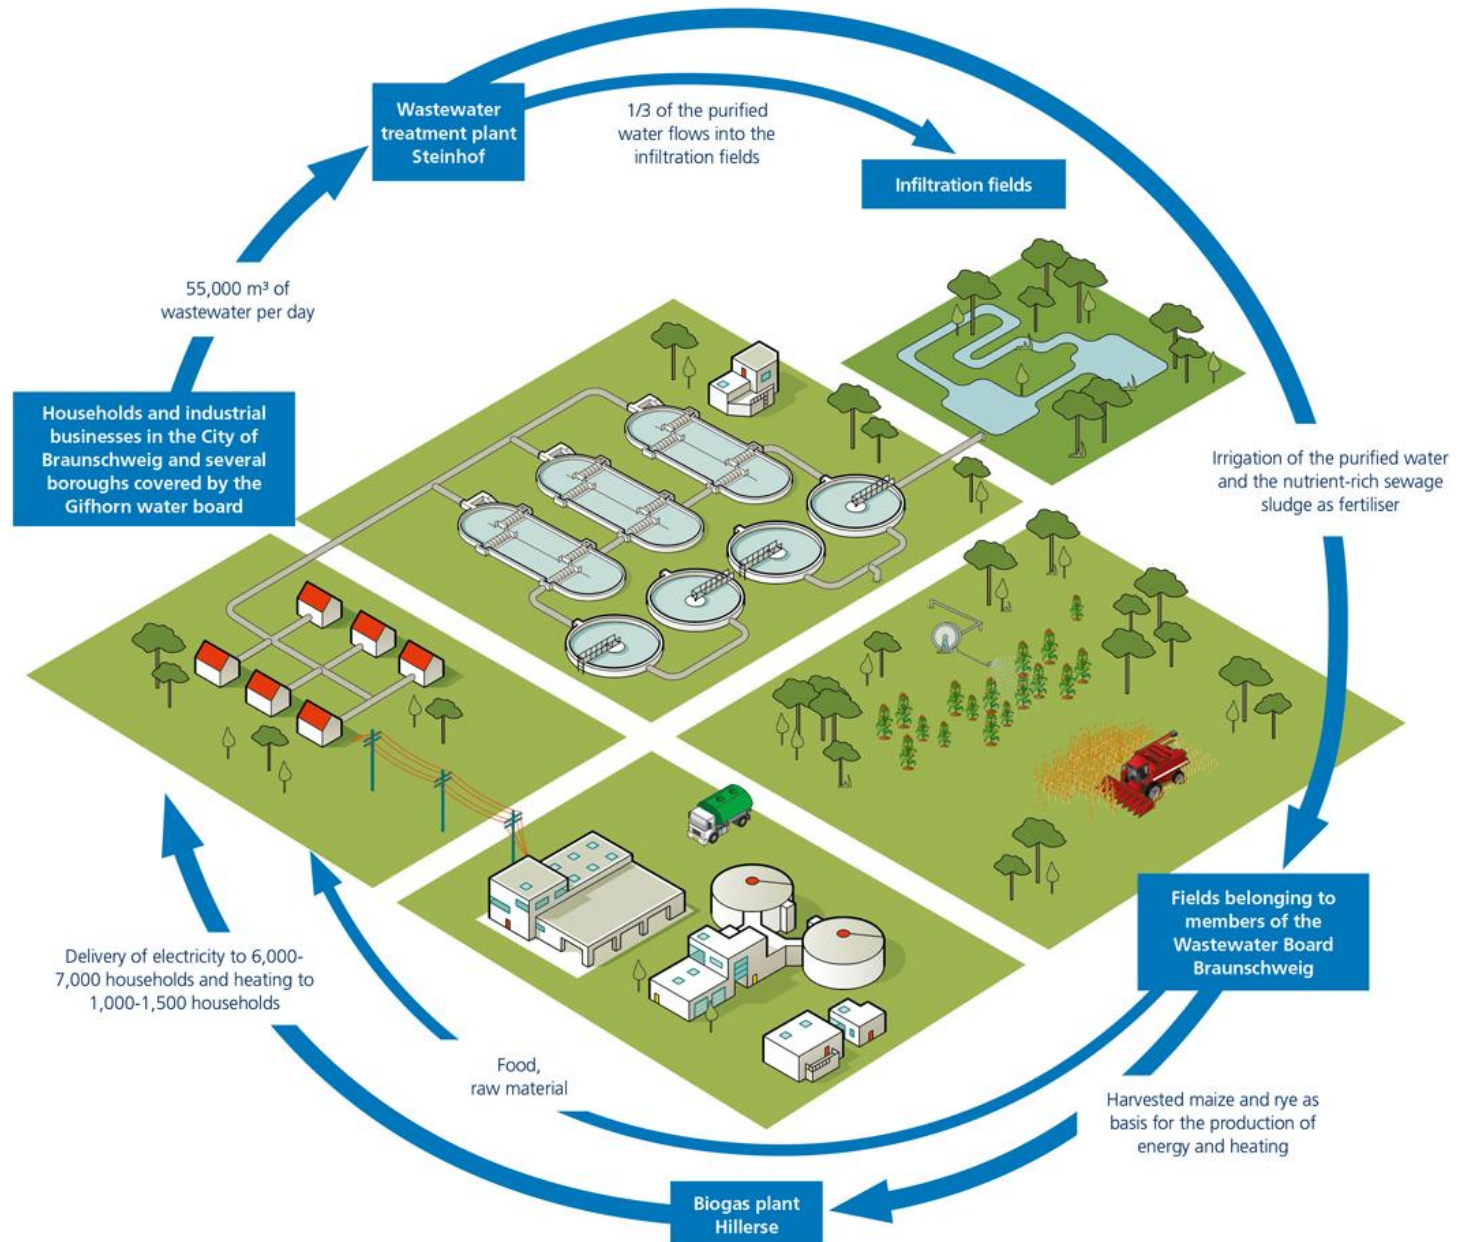 Wastewater
treatment plant
Steinhof
1/3 of the purified
water flows into the
infiltration fields
Infiltration fields
55,000 m³ of
wastewater per day
Households and industrial
businesses in the City of
Braunschweig and several
boroughs covered by the
Gifhorn water board
Irrigation of the purified water
and the nutrient-rich sewage
sludge as fertiliser
Fields belonging to
members of the
Wastewater Board
Braunschweig
Delivery of electricity to 6,000-
7,000 households and heating to
1,000-1,500 households
Food,
raw material
Harvested maize and rye as
basis for the production of
energy and heating
Biogas plant
Hillerse